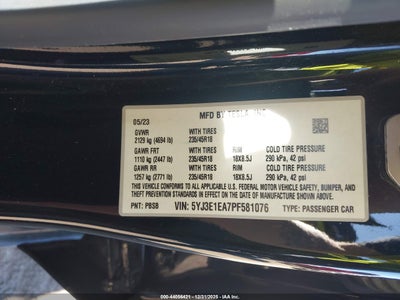 MFD BY TESLA, INC.
05/23
GVWR WITH TIRES
2129 kg (4694 lb) 235/45R18
GAWR FRT WITH TIRES RIM COLD TIRE PRESSURE
1110 kg (2447 lb) 235/45R18 18X8.5J 290 kPa, 42 psi
GAWR RR WITH TIRES RIM COLD TIRE PRESSURE
1257 kg (2771 lb) 235/45R18 18X8.5J 290 kPa, 42 psi
THIS VEHICLE CONFORMS TO ALL APPLICABLE U.S. FEDERAL MOTOR VEHICLE SAFETY, BUMPER, AND
THEFT PREVENTION STANDARDS IN EFFECT ON THE DATE OF MANUFACTURE SHOWN ABOVE.
PNT: PBSB VIN: 5YJ3E1EA7PF581076 TYPE: PASSENGER CAR
000-44056421 - 12/31/2025 - IAA